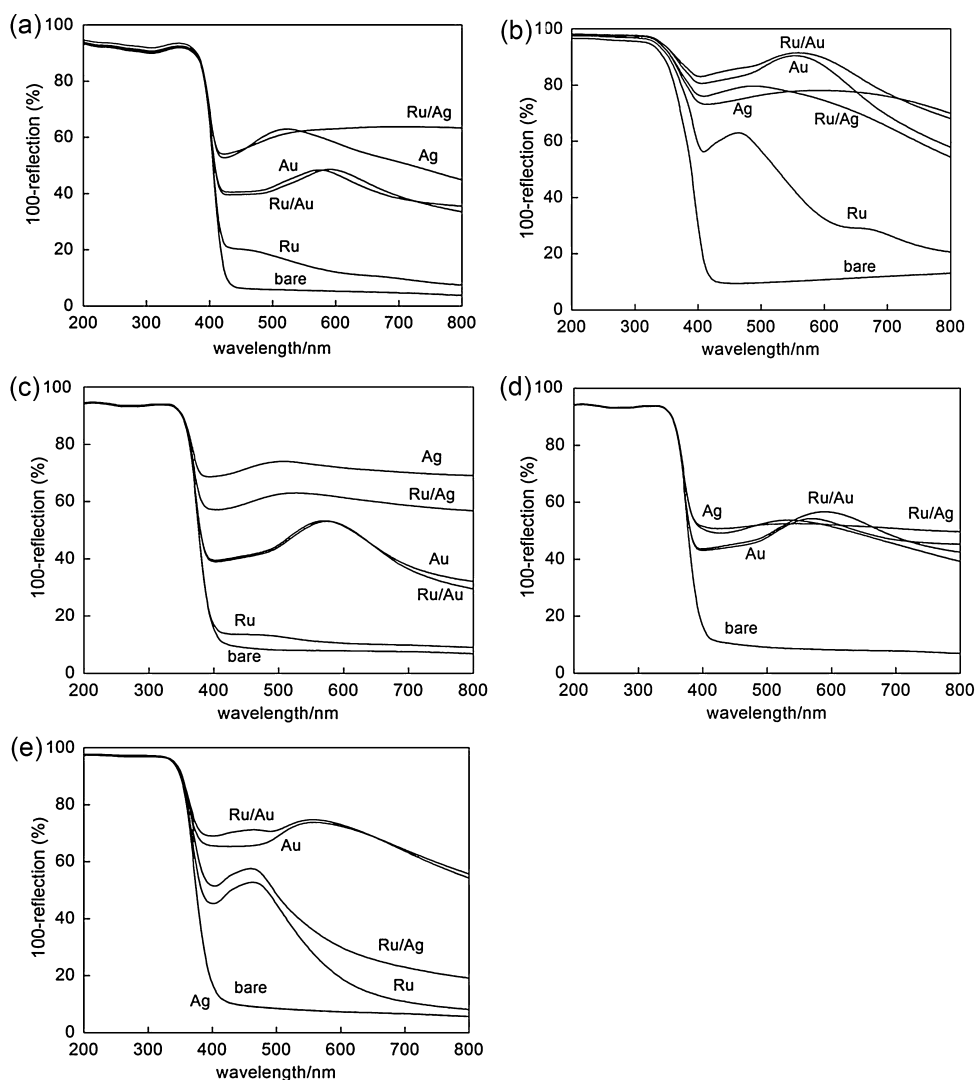 (a)
100
80
60
40
20
0
100-reflection (%)
Ru/Ag
Ag
Au
Ru/Au
Ru
bare
200 300 400 500 600 700 800
wavelength/nm
(b)
100
80
60
40
20
0
100-reflection (%)
Ru/Au
Au
Ag
Ru/Ag
Ru
bare
200 300 400 500 600 700 800
wavelength/nm
(c)
100
80
60
40
20
0
100-reflection (%)
Ag
Ru/Ag
Au
Ru/Au
Ru
bare
200 300 400 500 600 700 800
wavelength/nm
(d)
100
80
60
40
20
0
100-reflection (%)
Ru/Au
Ag
Ru/Ag
Au
bare
200 300 400 500 600 700 800
wavelength/nm
(e)
100
80
60
40
20
0
100-reflection (%)
Ru/Au
Au
Ru/Ag
Ru
bare
Ag
200 300 400 500 600 700 800
wavelength/nm